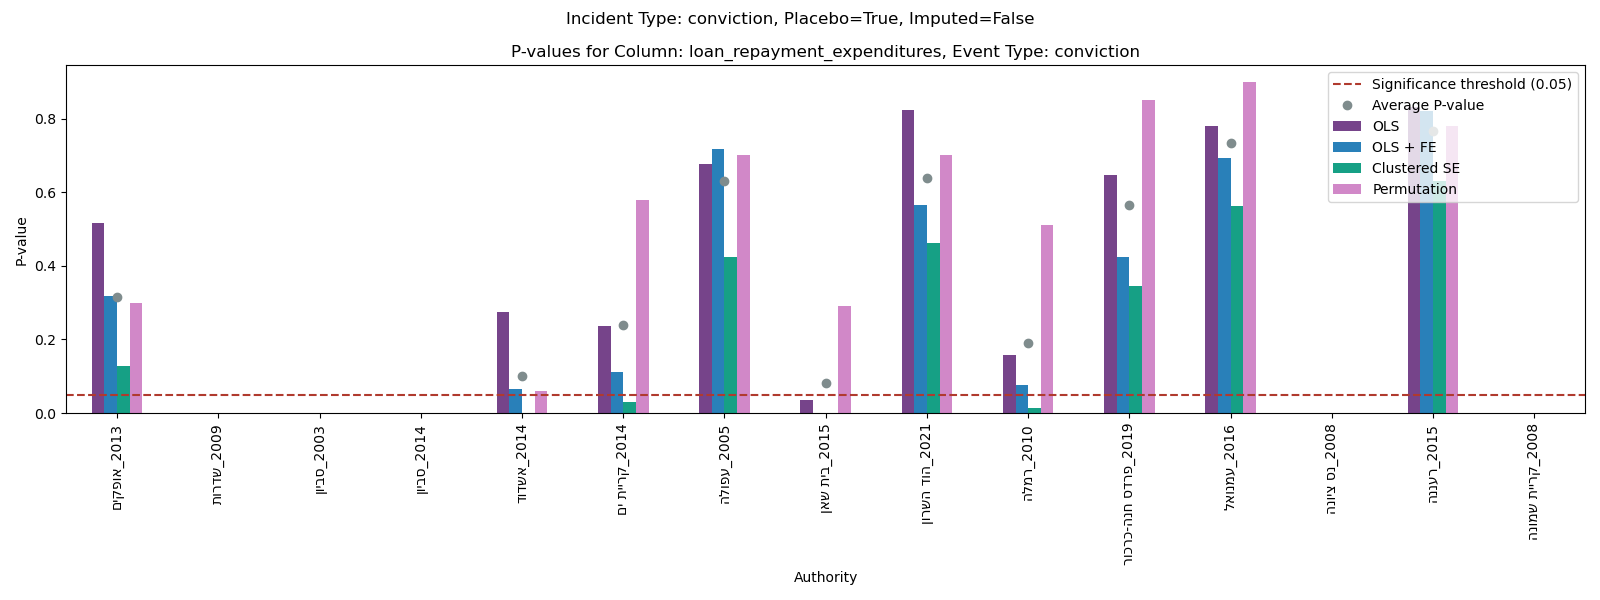 Incident Type: conviction, Placebo=True, Imputed=False
P-values for Column: loan_repayment_expenditures, Event Type: conviction
P-value
0.8
0.6
0.4
0.2
0.0
Significance threshold (0.05)
Average P-value
OLS
OLS + FE
Clustered SE
Permutation
אופקים_2013
שדרות_2009
סביון_2003
סביון_2014
אשדוד_2014
קריית ים_2014
עפולה_2005
בית שאן_2015
הוד השרון_2021
רמלה_2010
פרדס חנה-כרכור_2019
עמנואל_2016
נס ציונה_2008
רעננה_2015
קריית שמונה_2008
Authority